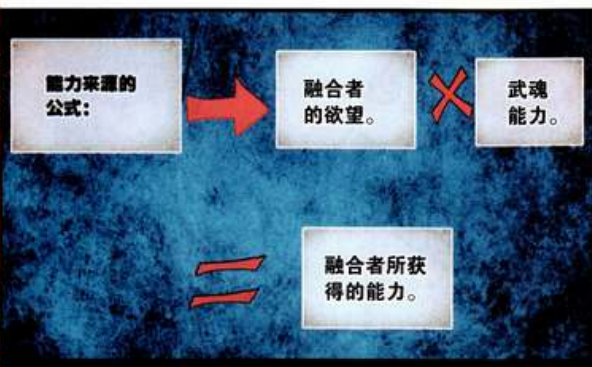 能力来源的
公式：
融合者
的欲望。
武魂
能力。
融合者所获
得的能力。